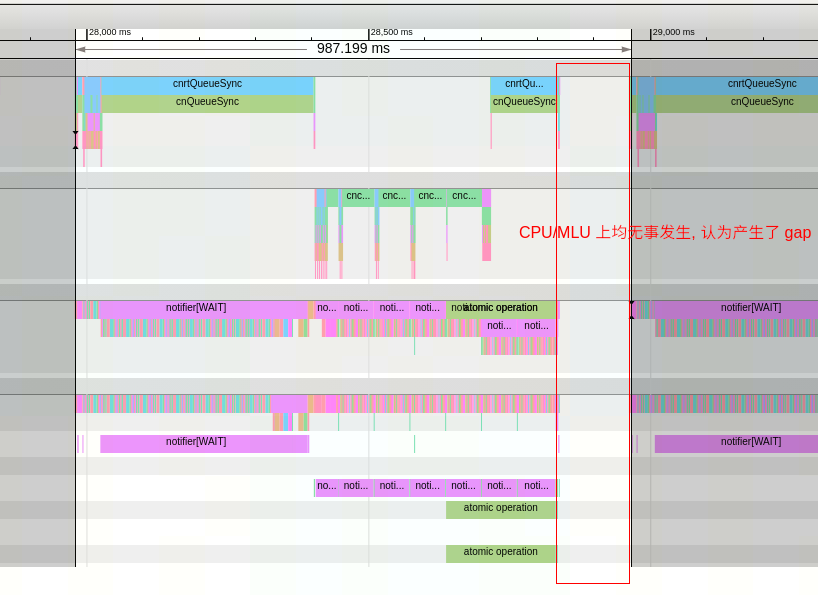 28,000 ms 28,500 ms 29,000 ms
987.199 ms
cnrtQueueSync cnrtQu... cnrtQueueSync
cnQueueSync cnQueueSync cnQueueSync
cnc... cnc... cnc... cnc...
CPU/MLU 上均无事发生, 认为产生了 gap
notifier[WAIT] no... noti... noti... noti... atomic operation notifier[WAIT]
noti... noti...
notifier[WAIT] notifier[WAIT]
no... noti... noti... noti... noti... noti... noti...
atomic operation
atomic operation